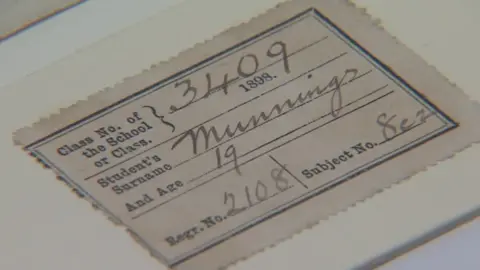 Class No. of the School or Class. } 3409
1898.
Student's Surname Munnings
And Age 19
Regr. No. 2108 Subject No.